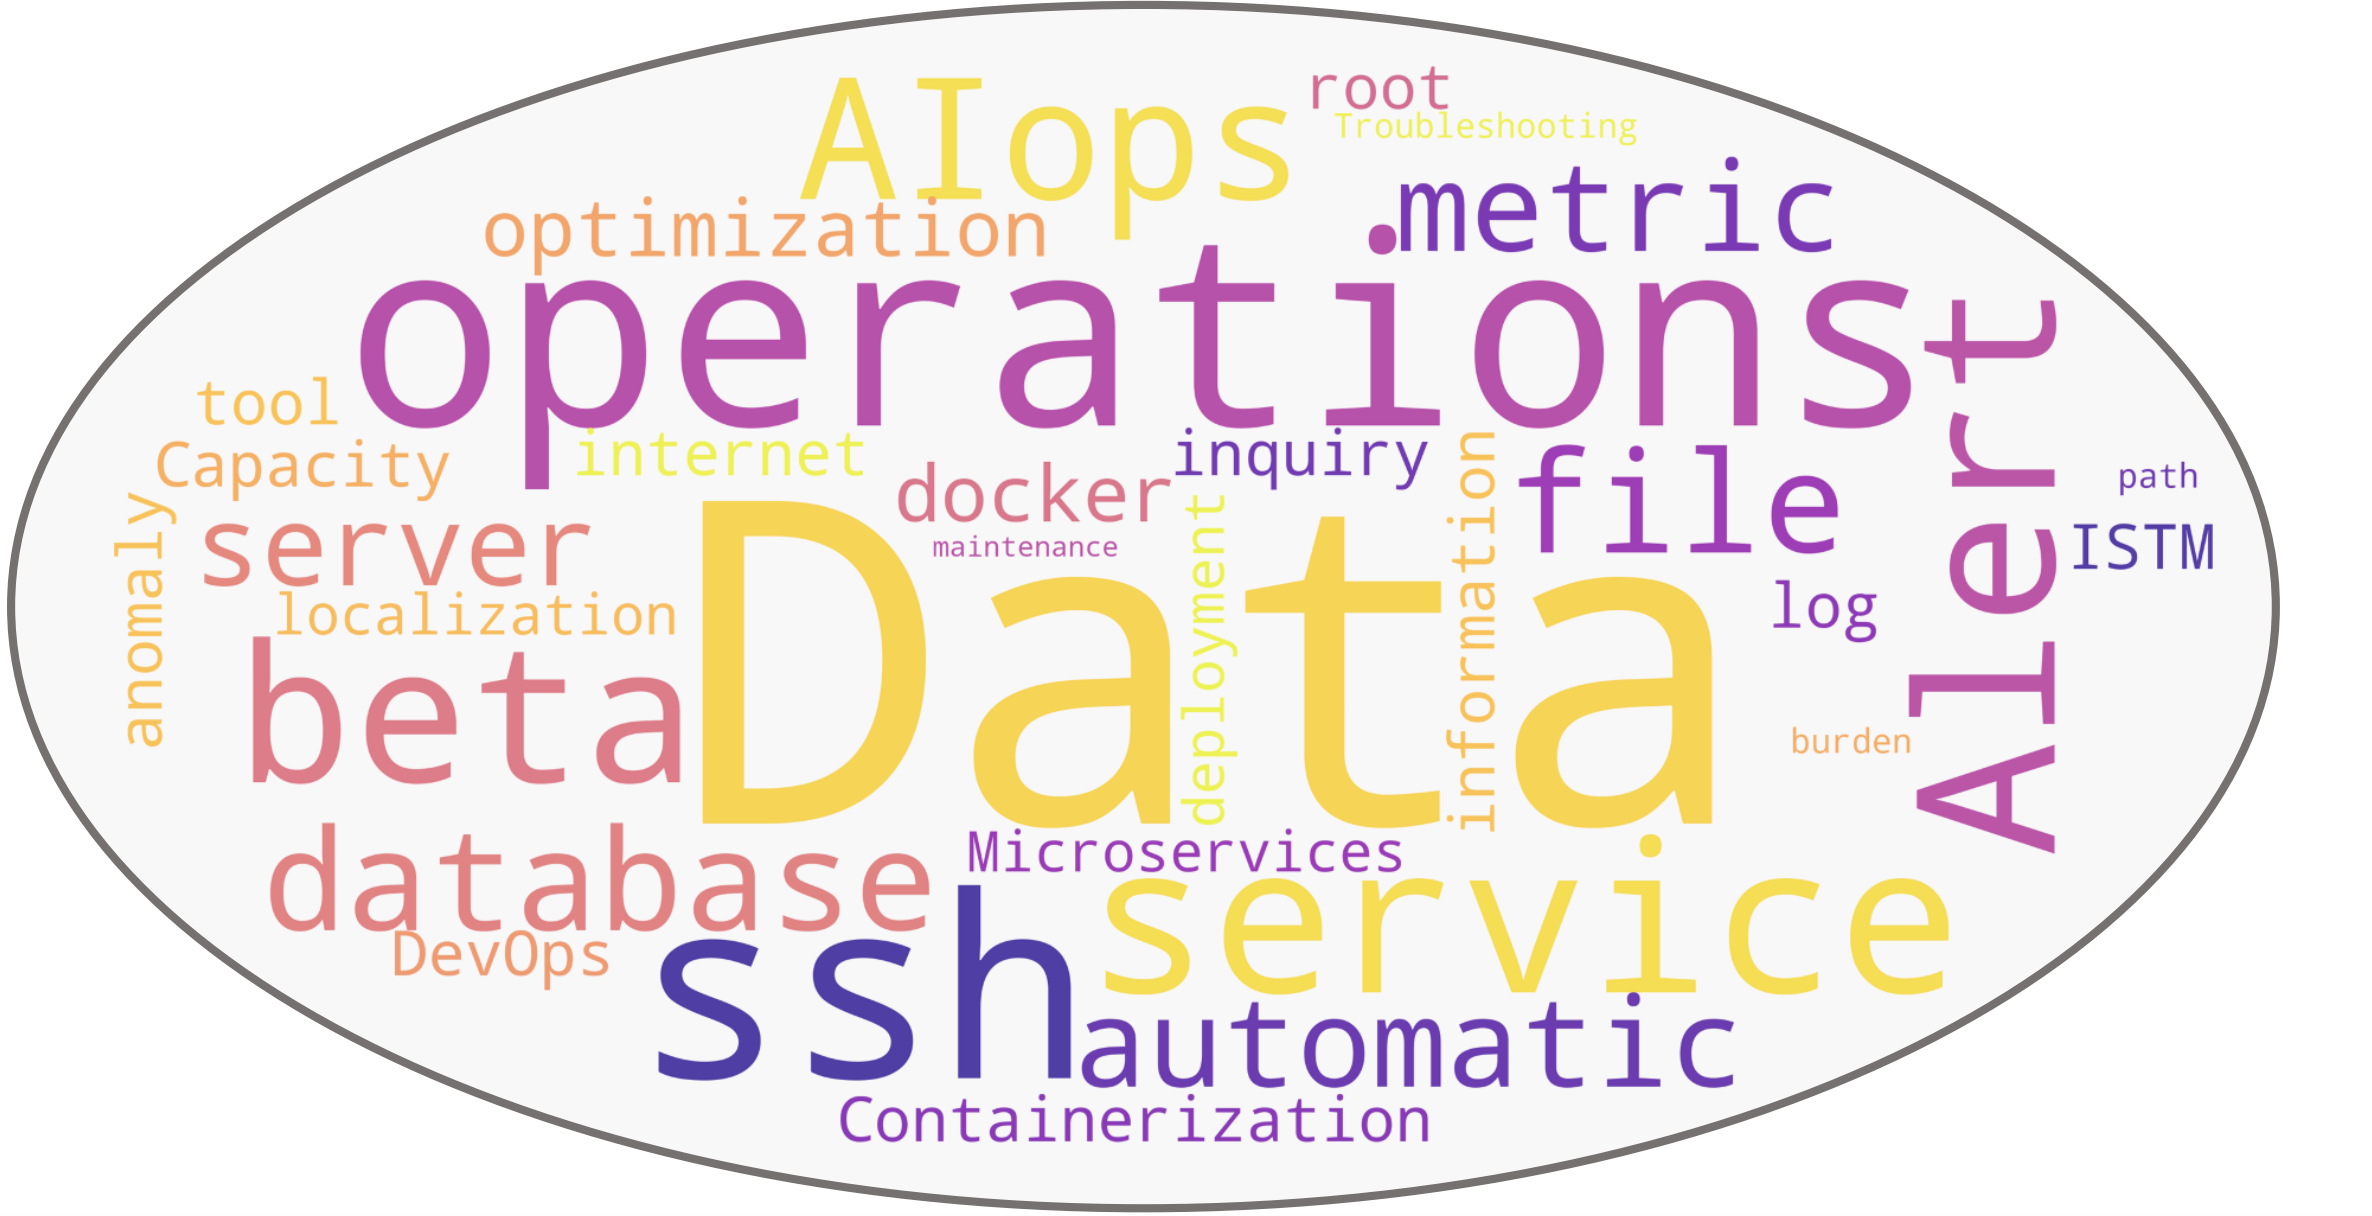 AIops
root
Troubleshooting
metric
optimization
operations
Alert
tool
Capacity
internet
inquiry
file
docker
path
server
anomaly
maintenance
deployment
information
ISTM
localization
log
beta
Data
burden
database
Microservices
service
DevOps
ssh
automatic
Containerization